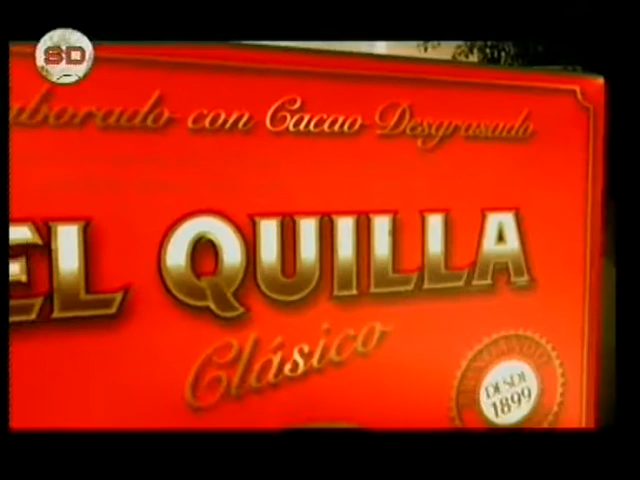 SD
aborado con Cacao Desgrasado
EL QUILLA
Clásico
DESDE
1899